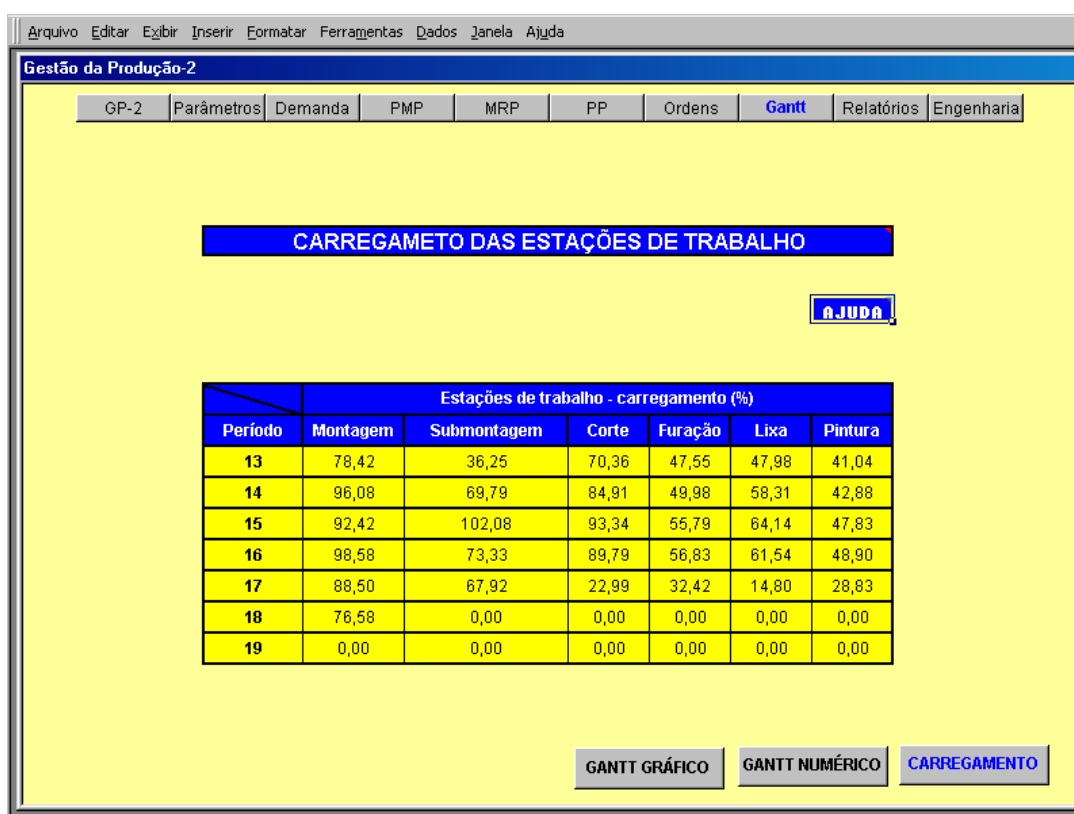 Arquivo Editar Exibir Inserir Formatar Ferramentas Dados Janela Ajuda
Gestão da Produção-2
GP-2 Parâmetros Demanda PMP MRP PP Ordens Gantt Relatórios Engenharia
CARREGAMETO DAS ESTAÇÕES DE TRABALHO
AJUDA
Estações de trabalho - carregamento (%)
Período Montagem Submontagem Corte Furação Lixa Pintura
13 78,42 36,25 70,36 47,55 47,98 41,04
14 96,08 69,79 84,91 49,98 58,31 42,88
15 92,42 102,08 93,34 55,79 64,14 47,83
16 98,58 73,33 89,79 56,83 61,54 48,90
17 88,50 67,92 22,99 32,42 14,80 28,83
18 76,58 0,00 0,00 0,00 0,00 0,00
19 0,00 0,00 0,00 0,00 0,00 0,00
GANTT GRÁFICO GANTT NUMÉRICO CARREGAMENTO